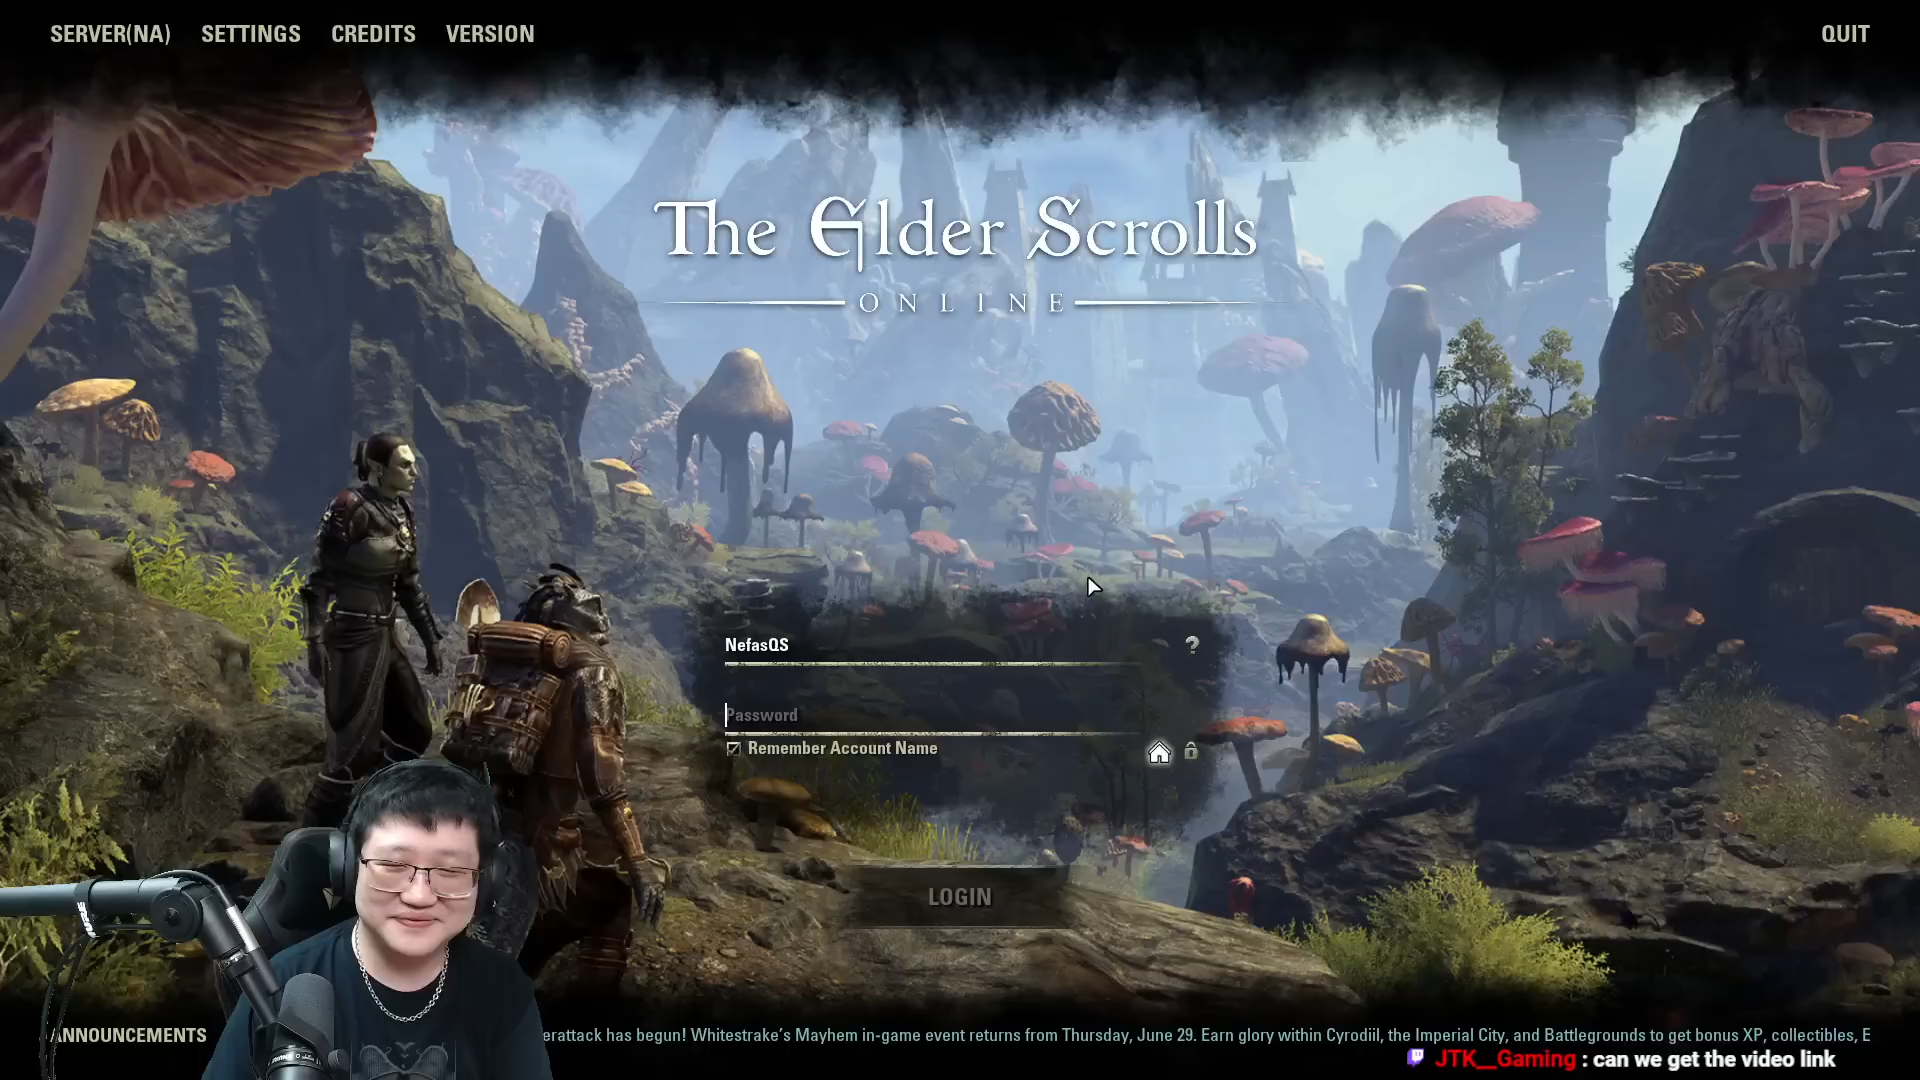 SERVER(NA) SETTINGS CREDITS VERSION QUIT
The Elder Scrolls
ONLINE
NefasQS
?
Password
Remember Account Name
LOGIN
ANNOUNCEMENTS erattack has begun! Whitestrake's Mayhem in-game event returns from Thursday, June 29. Earn glory within Cyrodiil, the Imperial City, and Battlegrounds to get bonus XP, collectibles, E
JTK__Gaming : can we get the video link